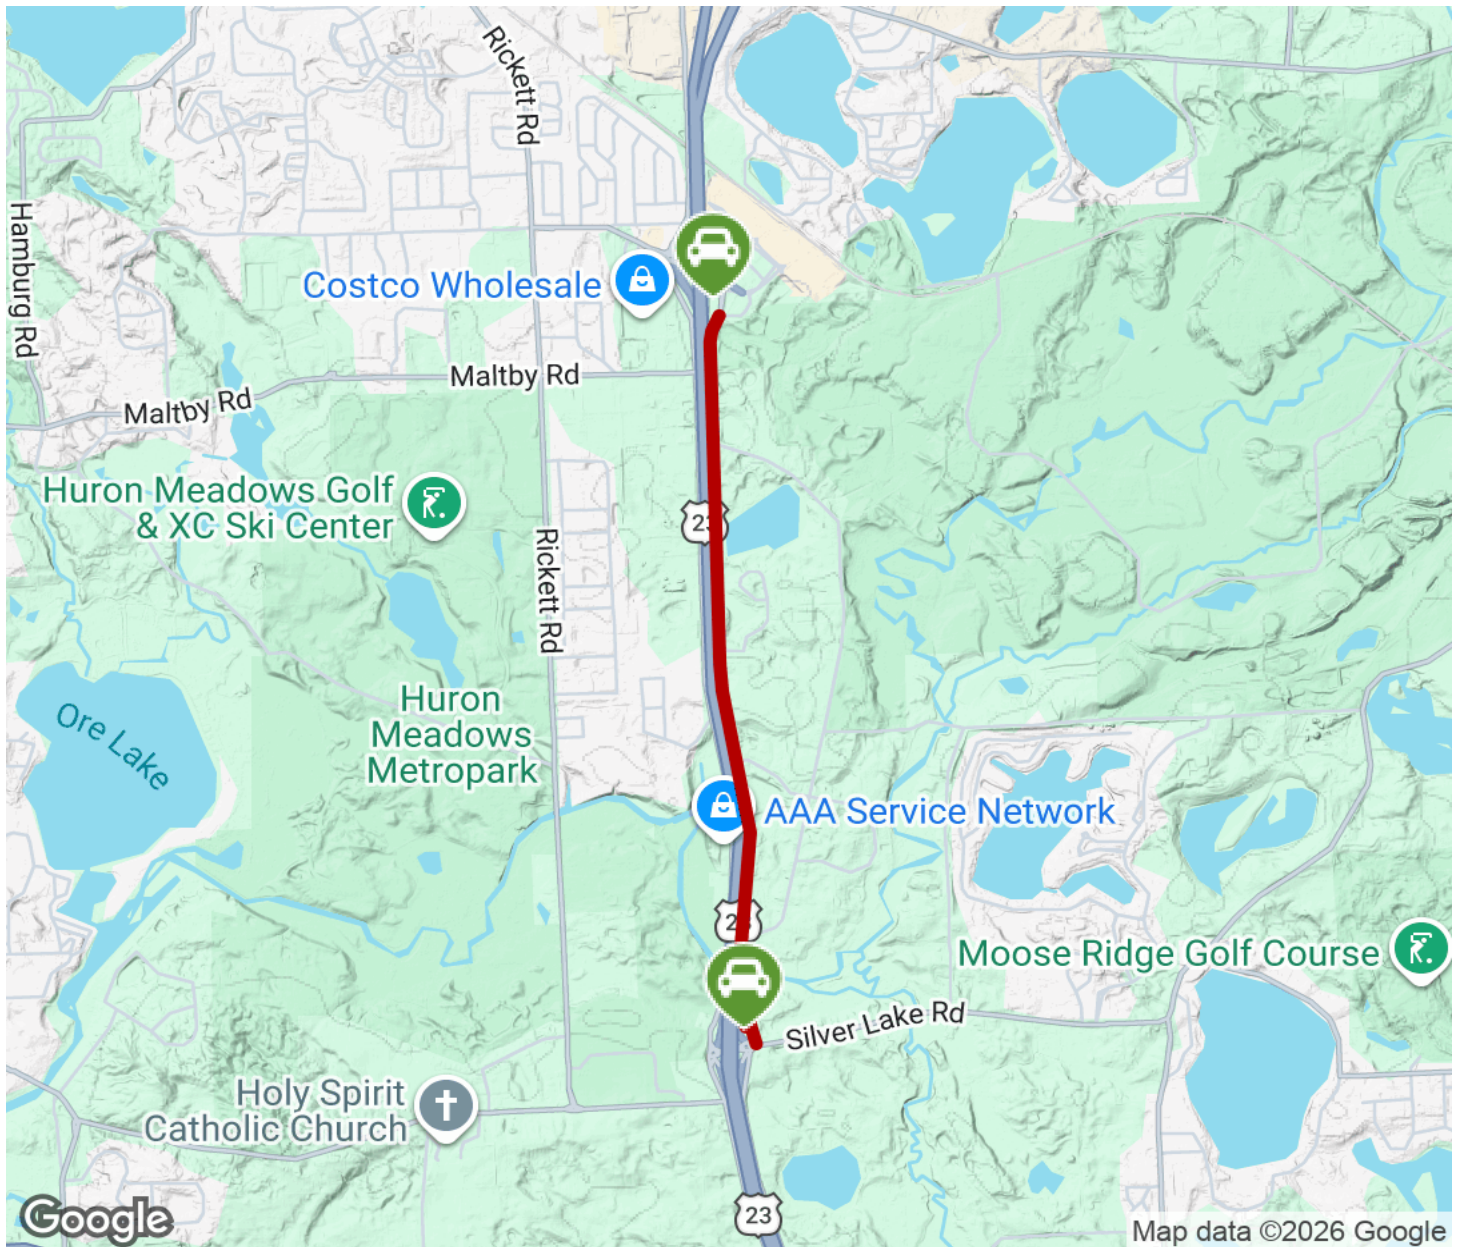 Rickett Rd
Hamburg Rd
Costco Wholesale
Maltby Rd
Maltby Rd
Huron Meadows Golf
& XC Ski Center
23
Rickett Rd
Ore Lake
Huron
Meadows
Metropark
AAA Service Network
Moose Ridge Golf Course
Silver Lake Rd
Holy Spirit
Catholic Church
23
Google
Map data ©2026 Google